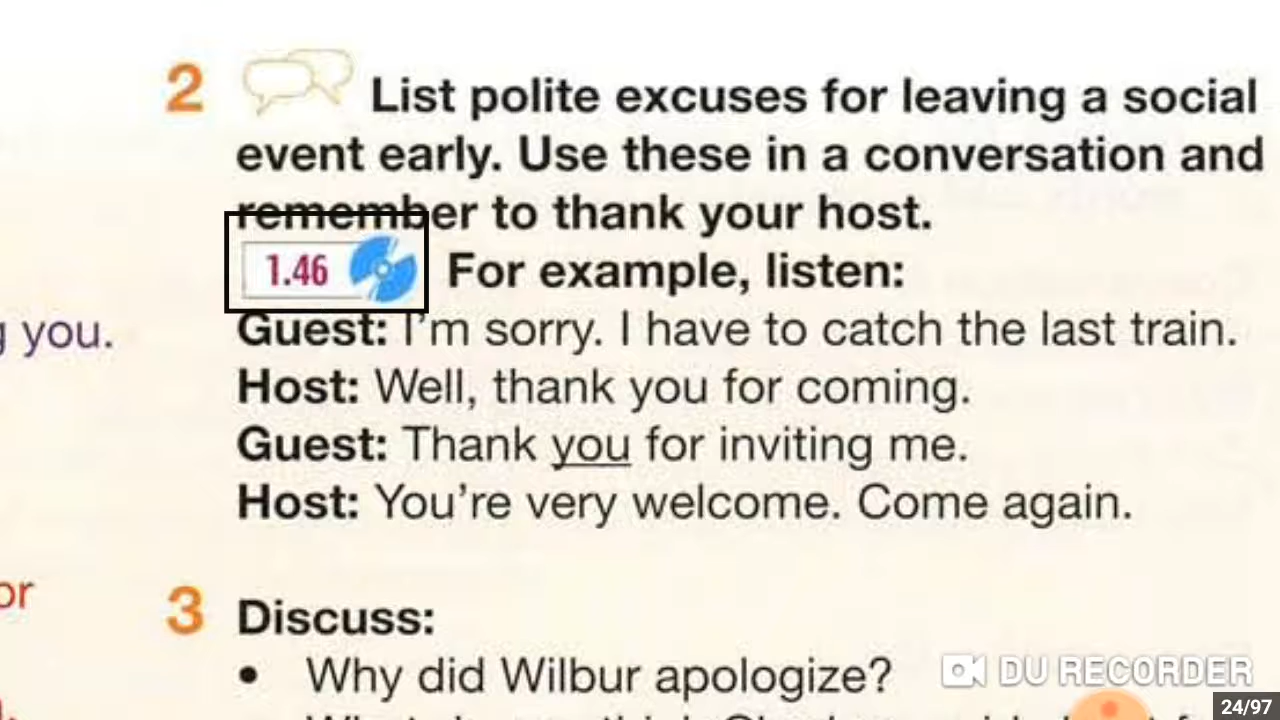 2 List polite excuses for leaving a social
event early. Use these in a conversation and
remember to thank your host.
1.46 For example, listen:
g you.
Guest: I'm sorry. I have to catch the last train.
Host: Well, thank you for coming.
Guest: Thank you for inviting me.
Host: You're very welcome. Come again.
or
3 Discuss:
• Why did Wilbur apologize?
DU RECORDER
24/97